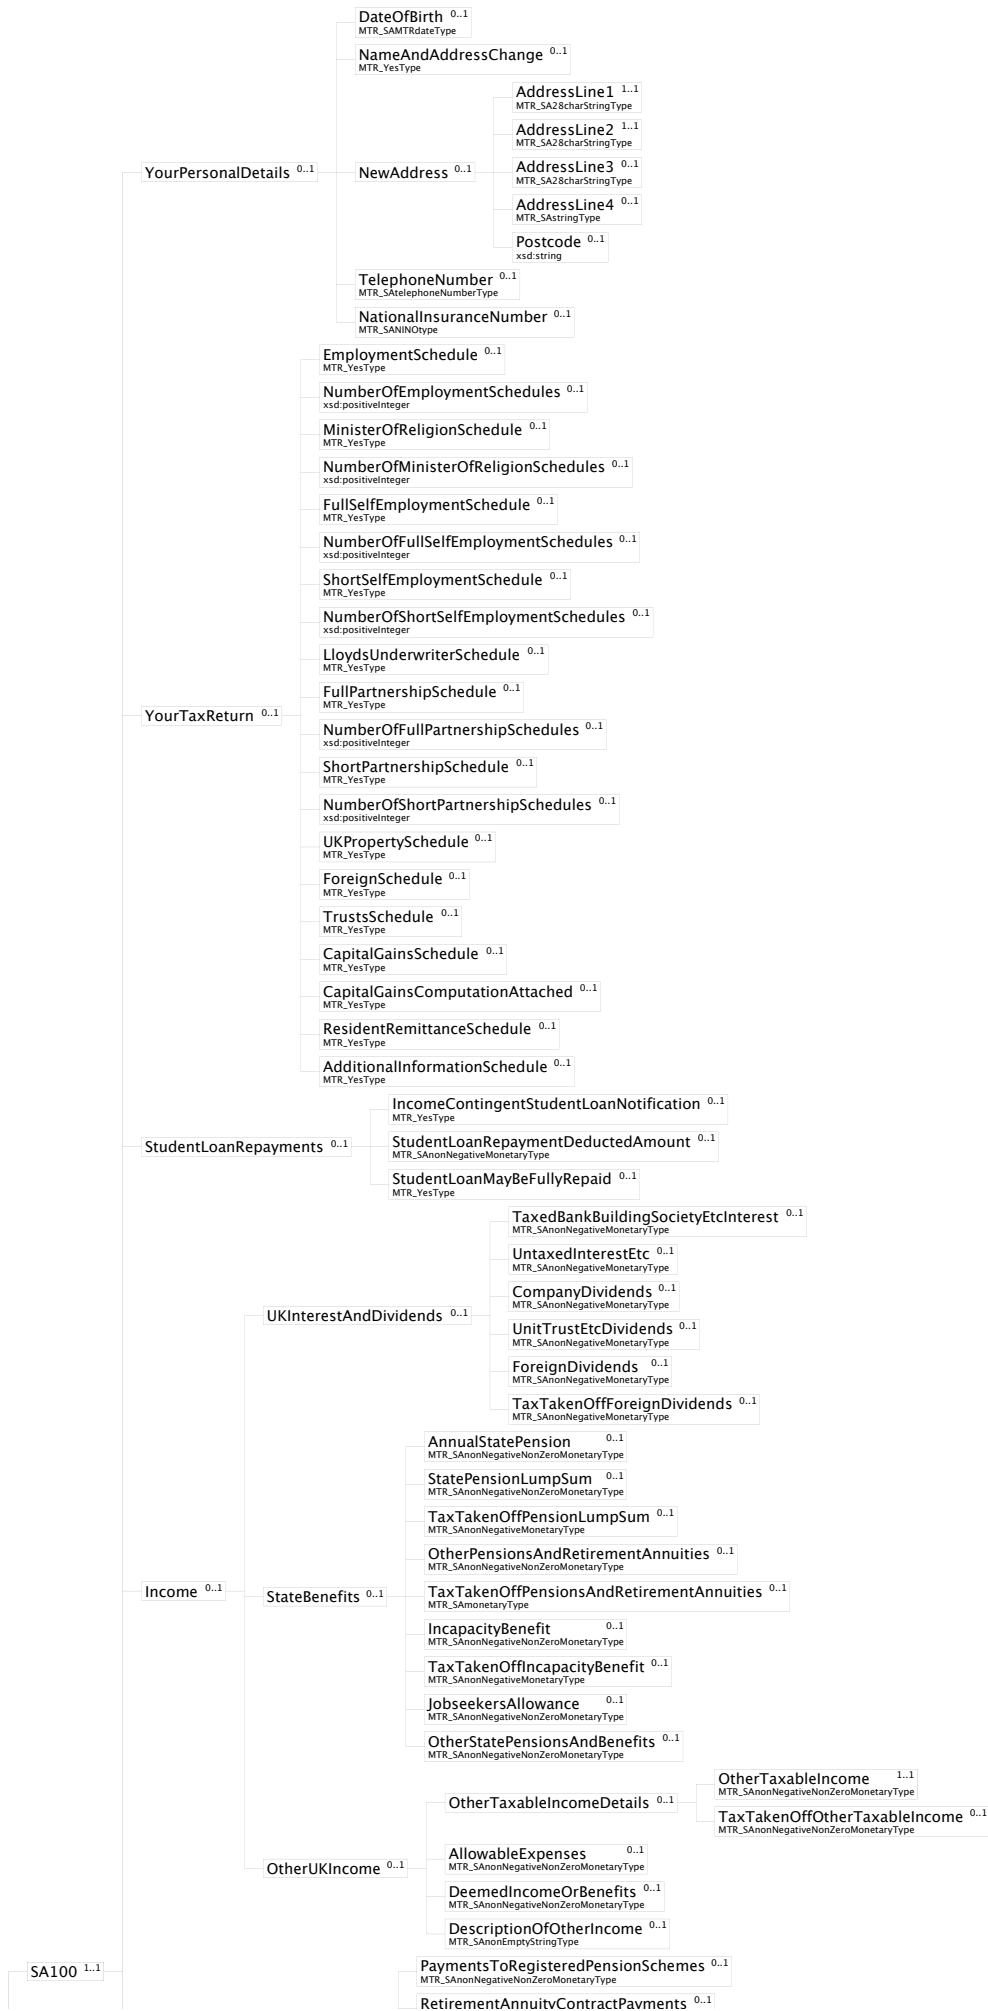 DateOfBirth 0..1
MTR_SAMTRdateType
NameAndAddressChange 0..1
MTR_YesType
AddressLine1 1..1
MTR_SA28charStringType
AddressLine2 1..1
MTR_SA28charStringType
YourPersonalDetails 0..1
NewAddress 0..1
AddressLine3 0..1
MTR_SA28charStringType
AddressLine4 0..1
MTR_SAstringType
Postcode 0..1
xsd:string
TelephoneNumber 0..1
MTR_SAtelephoneNumberType
NationalInsuranceNumber 0..1
MTR_SANINOtype
EmploymentSchedule 0..1
MTR_YesType
NumberOfEmploymentSchedules 0..1
xsd:positiveInteger
MinisterOfReligionSchedule 0..1
MTR_YesType
NumberOfMinisterOfReligionSchedules 0..1
xsd:positiveInteger
FullSelfEmploymentSchedule 0..1
MTR_YesType
NumberOfFullSelfEmploymentSchedules 0..1
xsd:positiveInteger
ShortSelfEmploymentSchedule 0..1
MTR_YesType
NumberOfShortSelfEmploymentSchedules 0..1
xsd:positiveInteger
LloydsUnderwriterSchedule 0..1
MTR_YesType
FullPartnershipSchedule 0..1
MTR_YesType
YourTaxReturn 0..1
NumberOfFullPartnershipSchedules 0..1
xsd:positiveInteger
ShortPartnershipSchedule 0..1
MTR_YesType
NumberOfShortPartnershipSchedules 0..1
xsd:positiveInteger
UKPropertySchedule 0..1
MTR_YesType
ForeignSchedule 0..1
MTR_YesType
TrustsSchedule 0..1
MTR_YesType
CapitalGainsSchedule 0..1
MTR_YesType
CapitalGainsComputationAttached 0..1
MTR_YesType
ResidentRemittanceSchedule 0..1
MTR_YesType
AdditionalInformationSchedule 0..1
MTR_YesType
IncomeContingentStudentLoanNotification 0..1
MTR_YesType
StudentLoanRepayments 0..1
StudentLoanRepaymentDeductedAmount 0..1
MTR_SAnonNegativeMonetaryType
StudentLoanMayBeFullyRepaid 0..1
MTR_YesType
TaxedBankBuildingSocietyEtcInterest 0..1
MTR_SAnonNegativeMonetaryType
UntaxedInterestEtc 0..1
MTR_SAnonNegativeMonetaryType
CompanyDividends 0..1
MTR_SAnonNegativeMonetaryType
UKInterestAndDividends 0..1
UnitTrustEtcDividends 0..1
MTR_SAnonNegativeMonetaryType
ForeignDividends 0..1
MTR_SAnonNegativeMonetaryType
TaxTakenOffForeignDividends 0..1
MTR_SAnonNegativeMonetaryType
AnnualStatePension 0..1
MTR_SAnonNegativeNonZeroMonetaryType
StatePensionLumpSum 0..1
MTR_SAnonNegativeNonZeroMonetaryType
TaxTakenOffPensionLumpSum 0..1
MTR_SAnonNegativeMonetaryType
OtherPensionsAndRetirementAnnuities 0..1
MTR_SAnonNegativeNonZeroMonetaryType
Income 0..1
StateBenefits 0..1
TaxTakenOffPensionsAndRetirementAnnuities 0..1
MTR_SAmonetaryType
IncapacityBenefit 0..1
MTR_SAnonNegativeNonZeroMonetaryType
TaxTakenOffIncapacityBenefit 0..1
MTR_SAnonNegativeMonetaryType
JobseekersAllowance 0..1
MTR_SAnonNegativeNonZeroMonetaryType
OtherStatePensionsAndBenefits 0..1
MTR_SAnonNegativeNonZeroMonetaryType
OtherTaxableIncome 1..1
MTR_SAnonNegativeNonZeroMonetaryType
OtherTaxableIncomeDetails 0..1
TaxTakenOffOtherTaxableIncome 0..1
MTR_SAnonNegativeNonZeroMonetaryType
AllowableExpenses 0..1
MTR_SAnonNegativeNonZeroMonetaryType
OtherUKIncome 0..1
DeemedIncomeOrBenefits 0..1
MTR_SAnonNegativeNonZeroMonetaryType
DescriptionOfOtherIncome 0..1
MTR_SAnonEmptyStringType
SA100 1..1
PaymentsToRegisteredPensionSchemes 0..1
MTR_SAnonNegativeNonZeroMonetaryType
RetirementAnnuityContractPayments 0..1